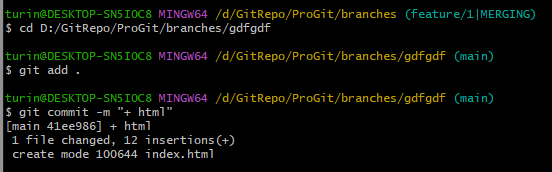 turin@DESKTOP-SN5IOC8 MINGW64 /d/GitRepo/ProGit/branches (feature/1|MERGING)
$ cd D:/GitRepo/ProGit/branches/gdfgdf
turin@DESKTOP-SN5IOC8 MINGW64 /d/GitRepo/ProGit/branches/gdfgdf (main)
$ git add .
turin@DESKTOP-SN5IOC8 MINGW64 /d/GitRepo/ProGit/branches/gdfgdf (main)
$ git commit -m "+ html"
[main 41ee986] + html
 1 file changed, 12 insertions(+)
 create mode 100644 index.html